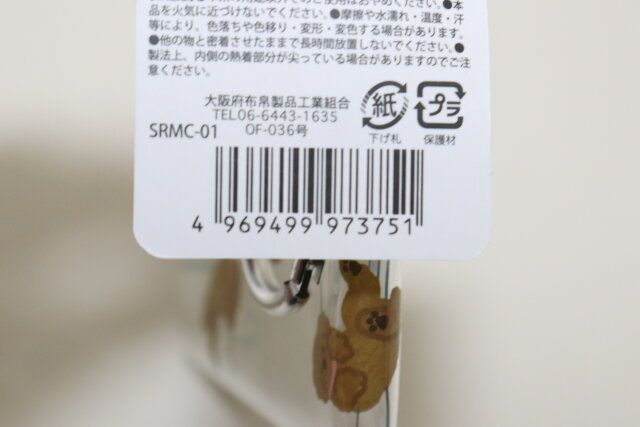 品を火気に近づけないでください。●摩擦や水濡れ・温度・汗
等により、色落ちや色移り・変形・変色する場合があります。
●他の物と密着させたままで長時間放置しないでください。●
製法上、内側の熱着部分が尖っている場合がありますのでご注
意ください。
大阪府布帛製品工業組合
TEL06-6443-1635
SRMC-01 OF-036号
紙
下げ札
プラ
保護材
4 969499 973751